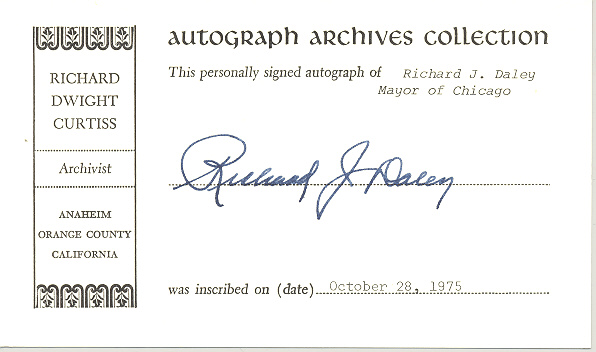 autograph archives collection
RICHARD
DWIGHT
CURTISS
Archivist
ANAHEIM
ORANGE COUNTY
CALIFORNIA
This personally signed autograph of Richard J. Daley
Mayor of Chicago
Richard J. Daley
was inscribed on (date) October 28, 1975